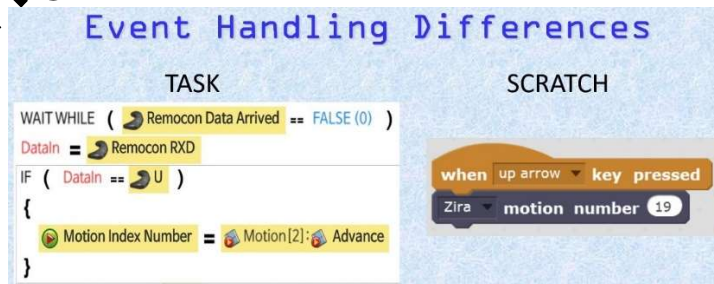 Event Handling Differences
TASK
WAIT WHILE ( Remocon Data Arrived == FALSE (0) )
DataIn = Remocon RXD
IF ( DataIn == U )
{
Motion Index Number = Motion[2]: Advance
}
SCRATCH
when up arrow key pressed
Zira motion number 19